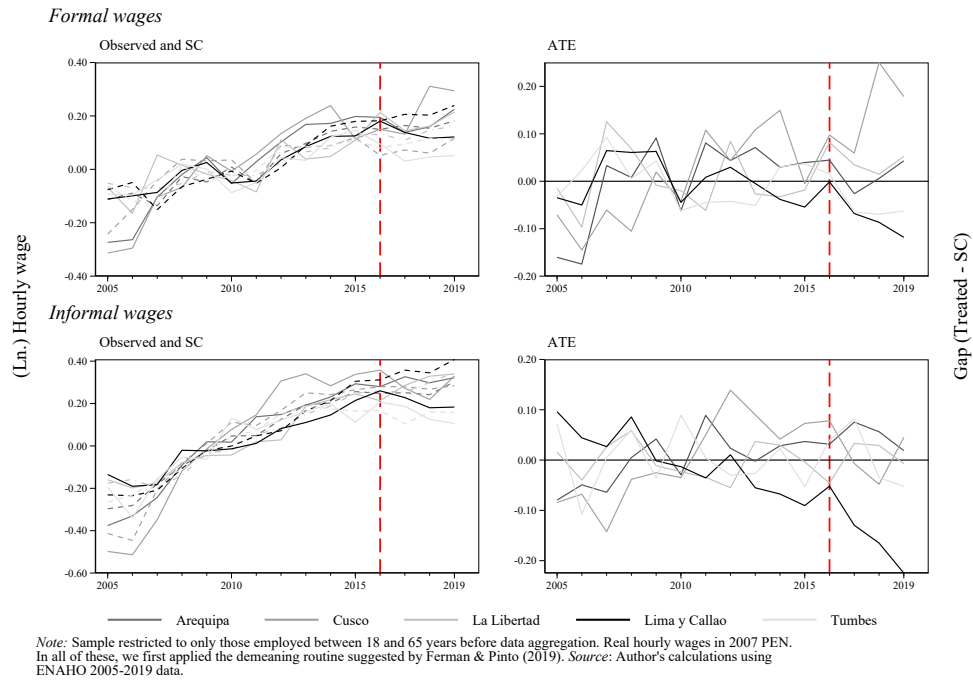 Formal wages
Observed and SC
ATE
0.40
0.20
0.00
-0.20
-0.40
2005
2010
2015
2019
0.10
0.00
-0.10
-0.20
2005
2010
2015
2019
Informal wages
Observed and SC
ATE
0.40
0.20
0.00
-0.20
-0.40
-0.60
2005
2010
2015
2019
0.20
0.10
0.00
-0.10
-0.20
2005
2010
2015
2019
(Ln.) Hourly wage
Gap (Treated - SC)
Arequipa
Cusco
La Libertad
Lima y Callao
Tumbes
Note: Sample restricted to only those employed between 18 and 65 years before data aggregation. Real hourly wages in 2007 PEN.
In all of these, we first applied the demeaning routine suggested by Ferman & Pinto (2019). Source: Author's calculations using
ENAHO 2005-2019 data.